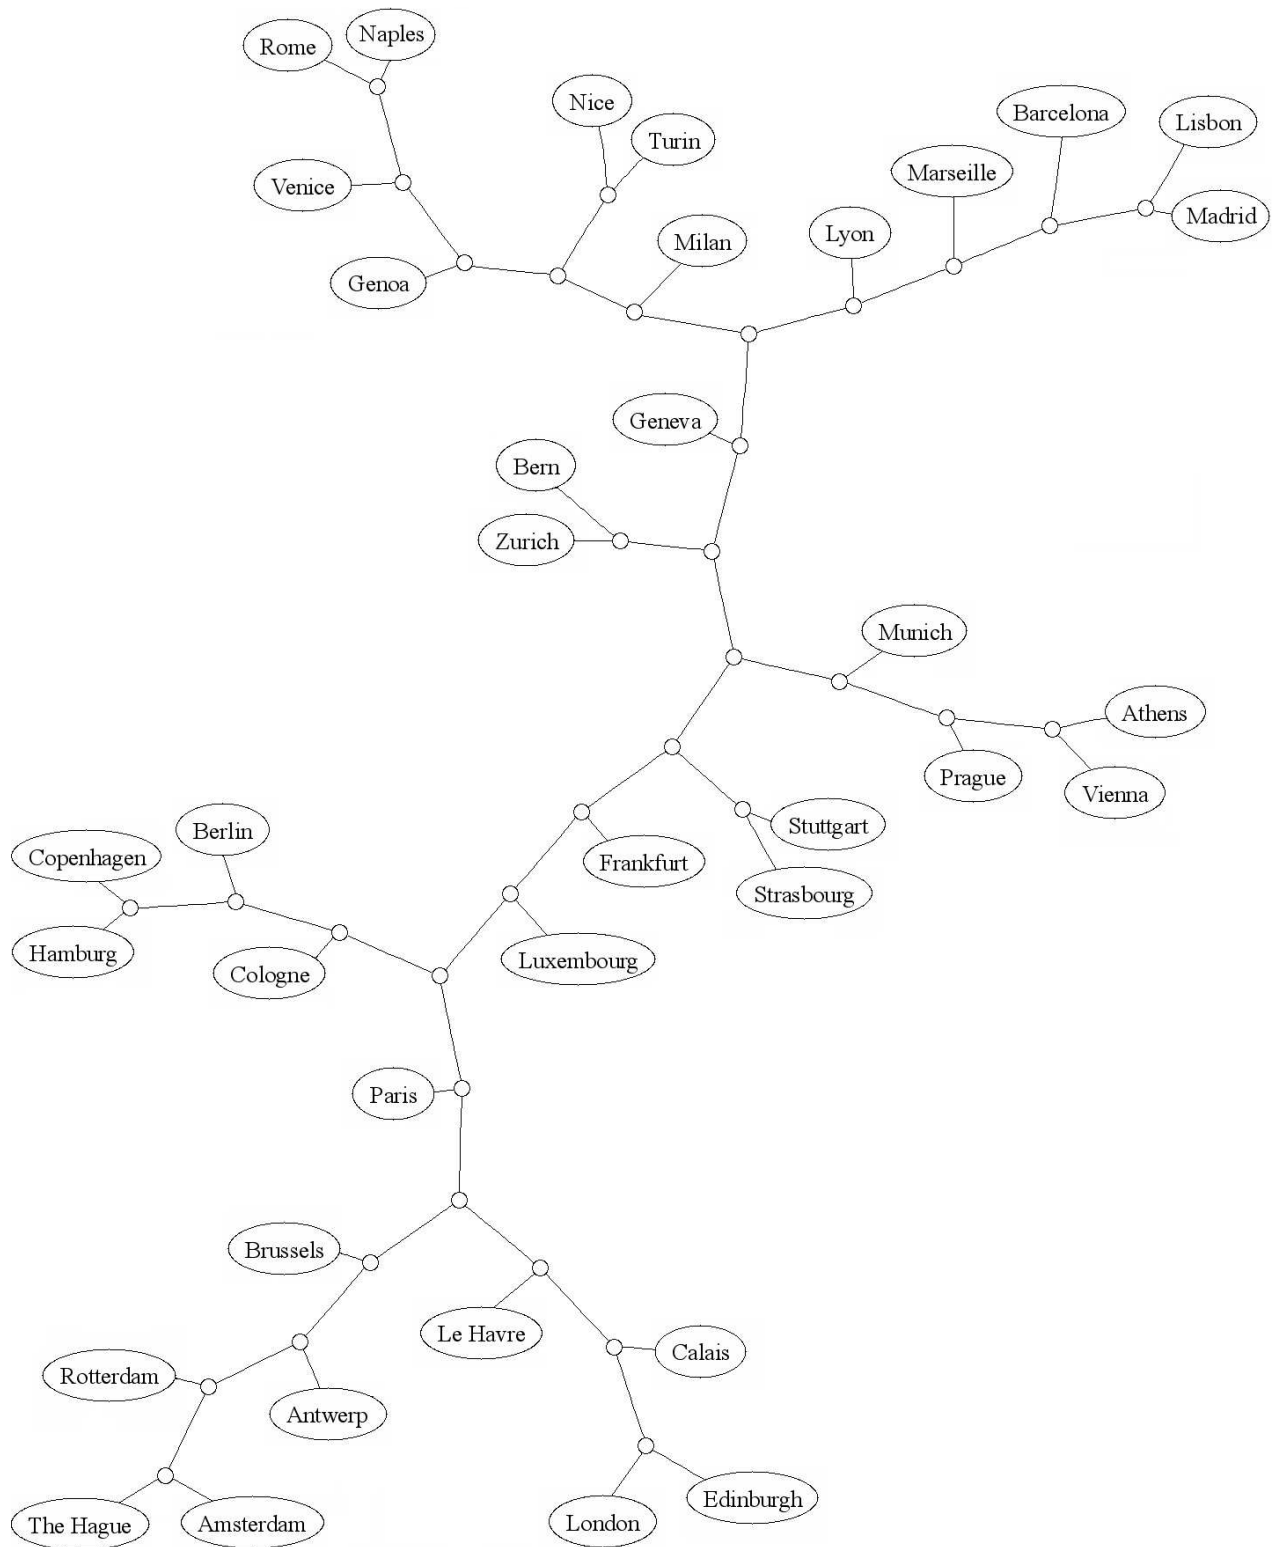 Naples
Rome
Nice
Barcelona
Lisbon
Turin
Marseille
Venice
Madrid
Lyon
Milan
Genoa
Geneva
Bern
Zurich
Munich
Athens
Prague
Vienna
Stuttgart
Berlin
Copenhagen
Frankfurt
Strasbourg
Hamburg
Luxembourg
Cologne
Paris
Brussels
Le Havre
Calais
Rotterdam
Antwerp
Edinburgh
London
The Hague
Amsterdam